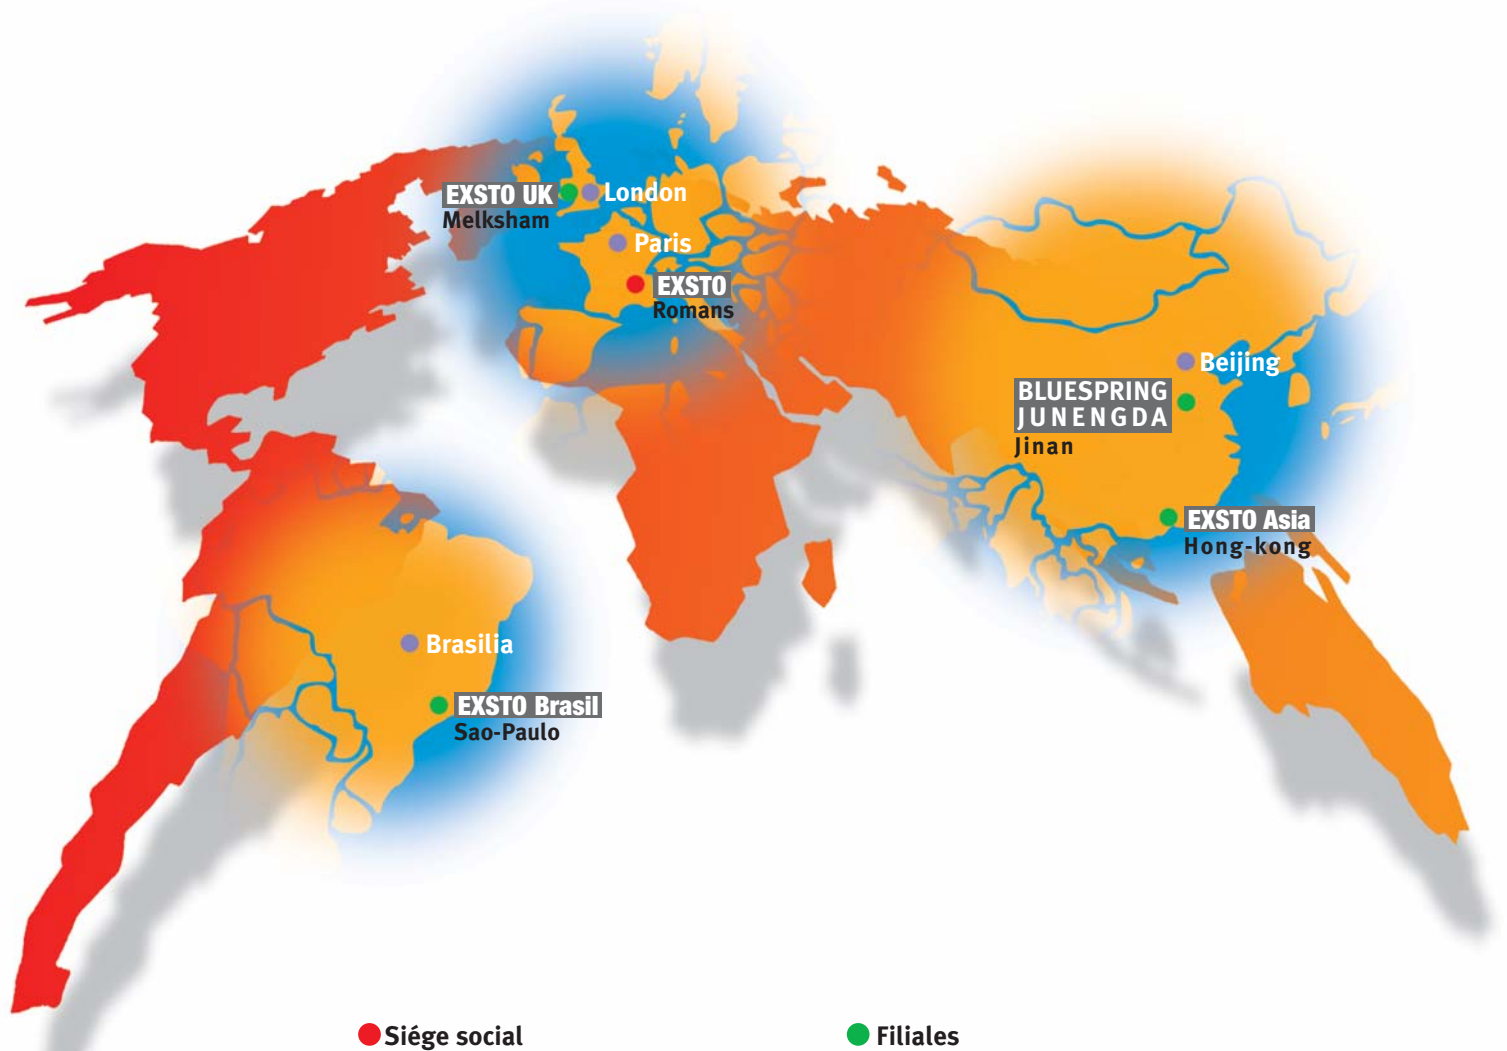 EXSTO UK
Melksham
London
Paris
EXSTO
Romans
Beijing
BLUESPRING
JUNENGDA
Jinan
EXSTO Asia
Hong-kong
Brasilia
EXSTO Brasil
Sao-Paulo
Siége social
Filiales